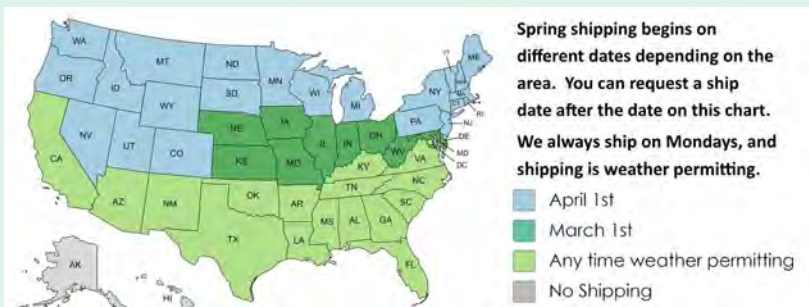 WA
MT
ND
MN
OR
ID
WY
SD
WI
MI
NY
ME
VT
PA
RI
NJ
DE
MD
DC
NV
UT
CO
NE
IA
KS
MO
IL
IN
OH
WV
CA
AZ
NM
OK
TX
AR
LA
MS
AL
GA
FL
SC
NC
TN
KY
VA
AK
HI
Spring shipping begins on
different dates depending on the
area. You can request a ship
date after the date on this chart.
We always ship on Mondays, and
shipping is weather permitting.
April 1st
March 1st
Any time weather permitting
No Shipping